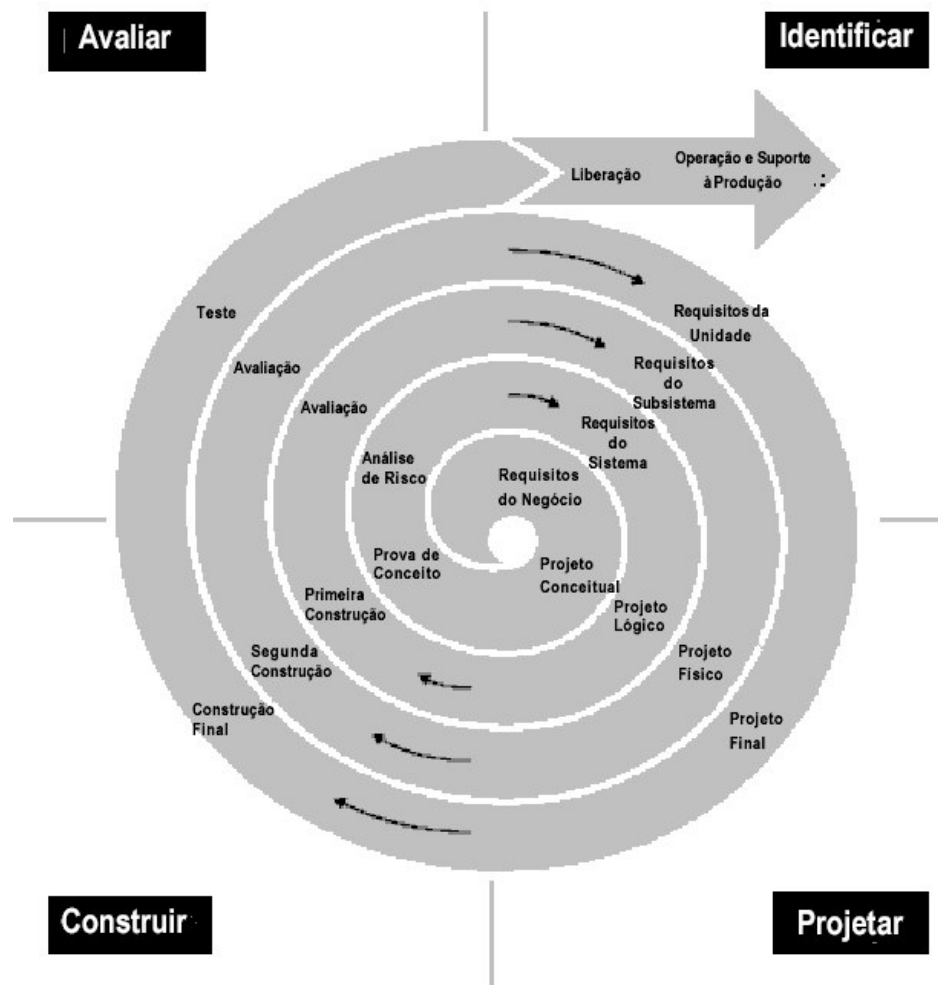 Avaliar
Identificar
Liberação
Operação e Suporte
à Produção
Teste
Requisitos da
Unidade
Avaliação
Requisitos
do
Subsistema
Avaliação
Requisitos
do
Sistema
Análise
de Risco
Requisitos
do Negócio
Prova de
Conceito
Projeto
Conceitual
Primeira
Construção
Projeto
Lógico
Segunda
Construção
Projeto
Físico
Construção
Final
Projeto
Final
Construir
Projetar